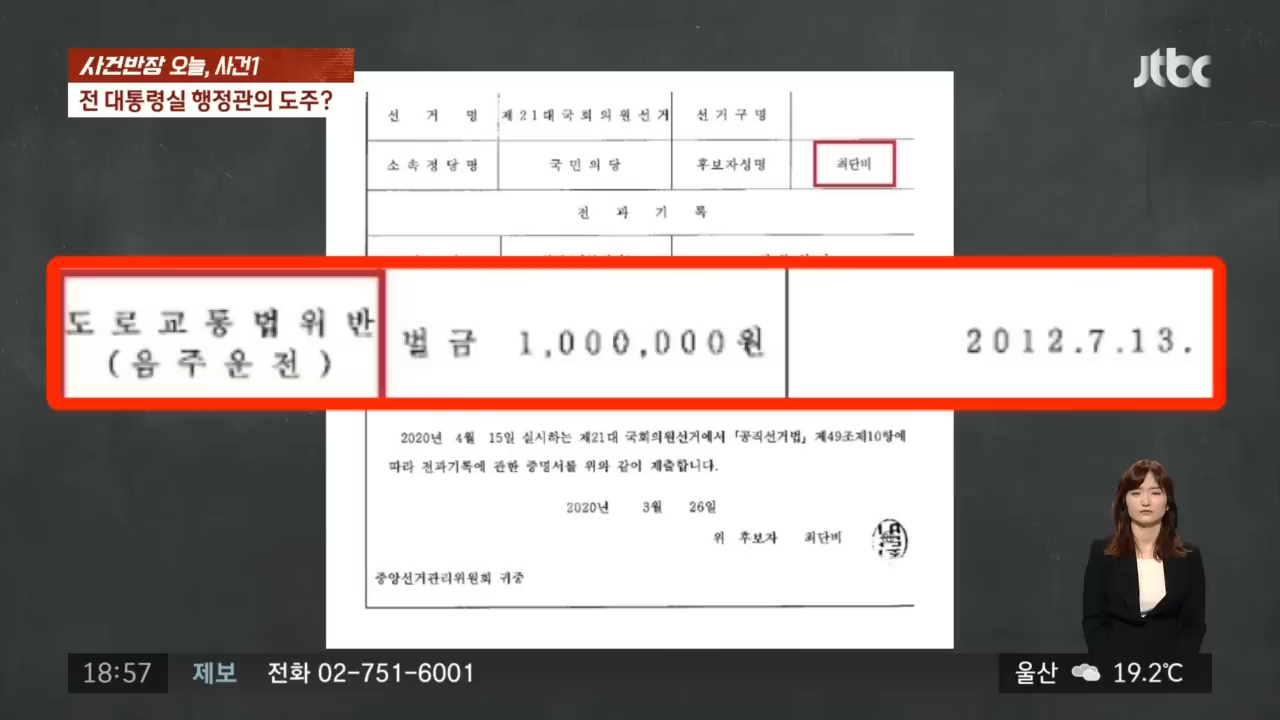 사건반장 오늘, 사건1
전 대통령실 행정관의 도주?
jtbc
선 거 명 제21대국회의원선거 선거구명
소속정당명 국민의당 후보자성명 최단비
전 과 기 록
도로교통법위반 벌금 1,000,000원 2012.7.13.
(음주운전)
2020년 4월 15일 실시하는 제21대 국회의원선거에서 「공직선거법」 제49조제10항에
따라 전과기록에 관한 증명서를 위와 같이 제출합니다.
2020년 3월 26일
위 후보자 최단비
중앙선거관리위원회 귀중
18:57 제보 전화 02-751-6001
울산 19.2℃